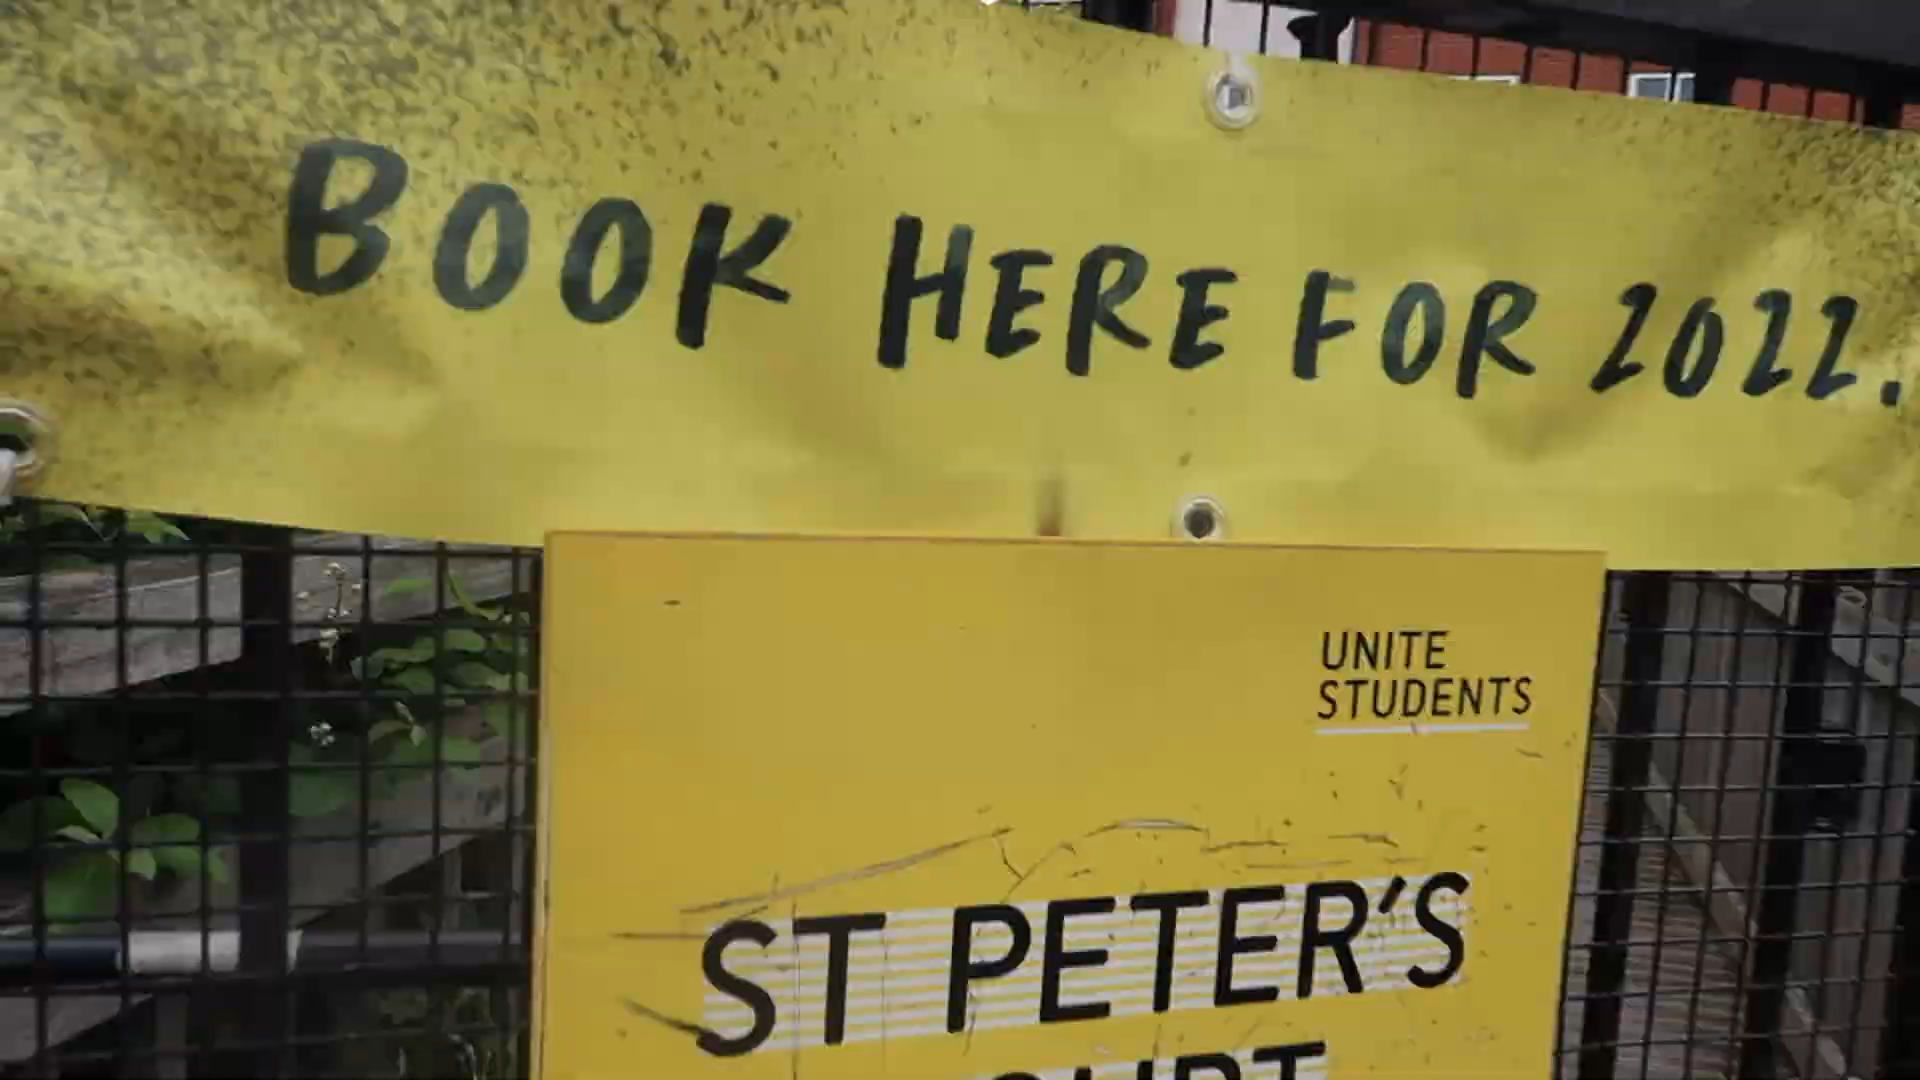 BOOK HERE FOR 2022.
UNITE
STUDENTS
ST PETER'S